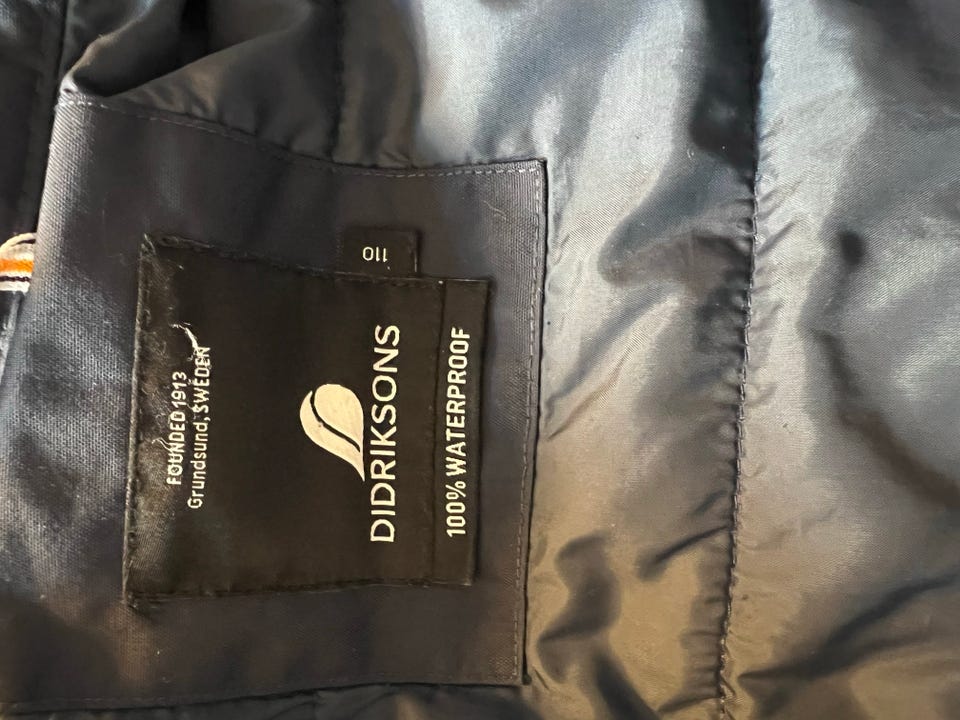 FOUNDED 1913
Grundsund, SWEDEN
DIDRIKSONS
100% WATERPROOF
110